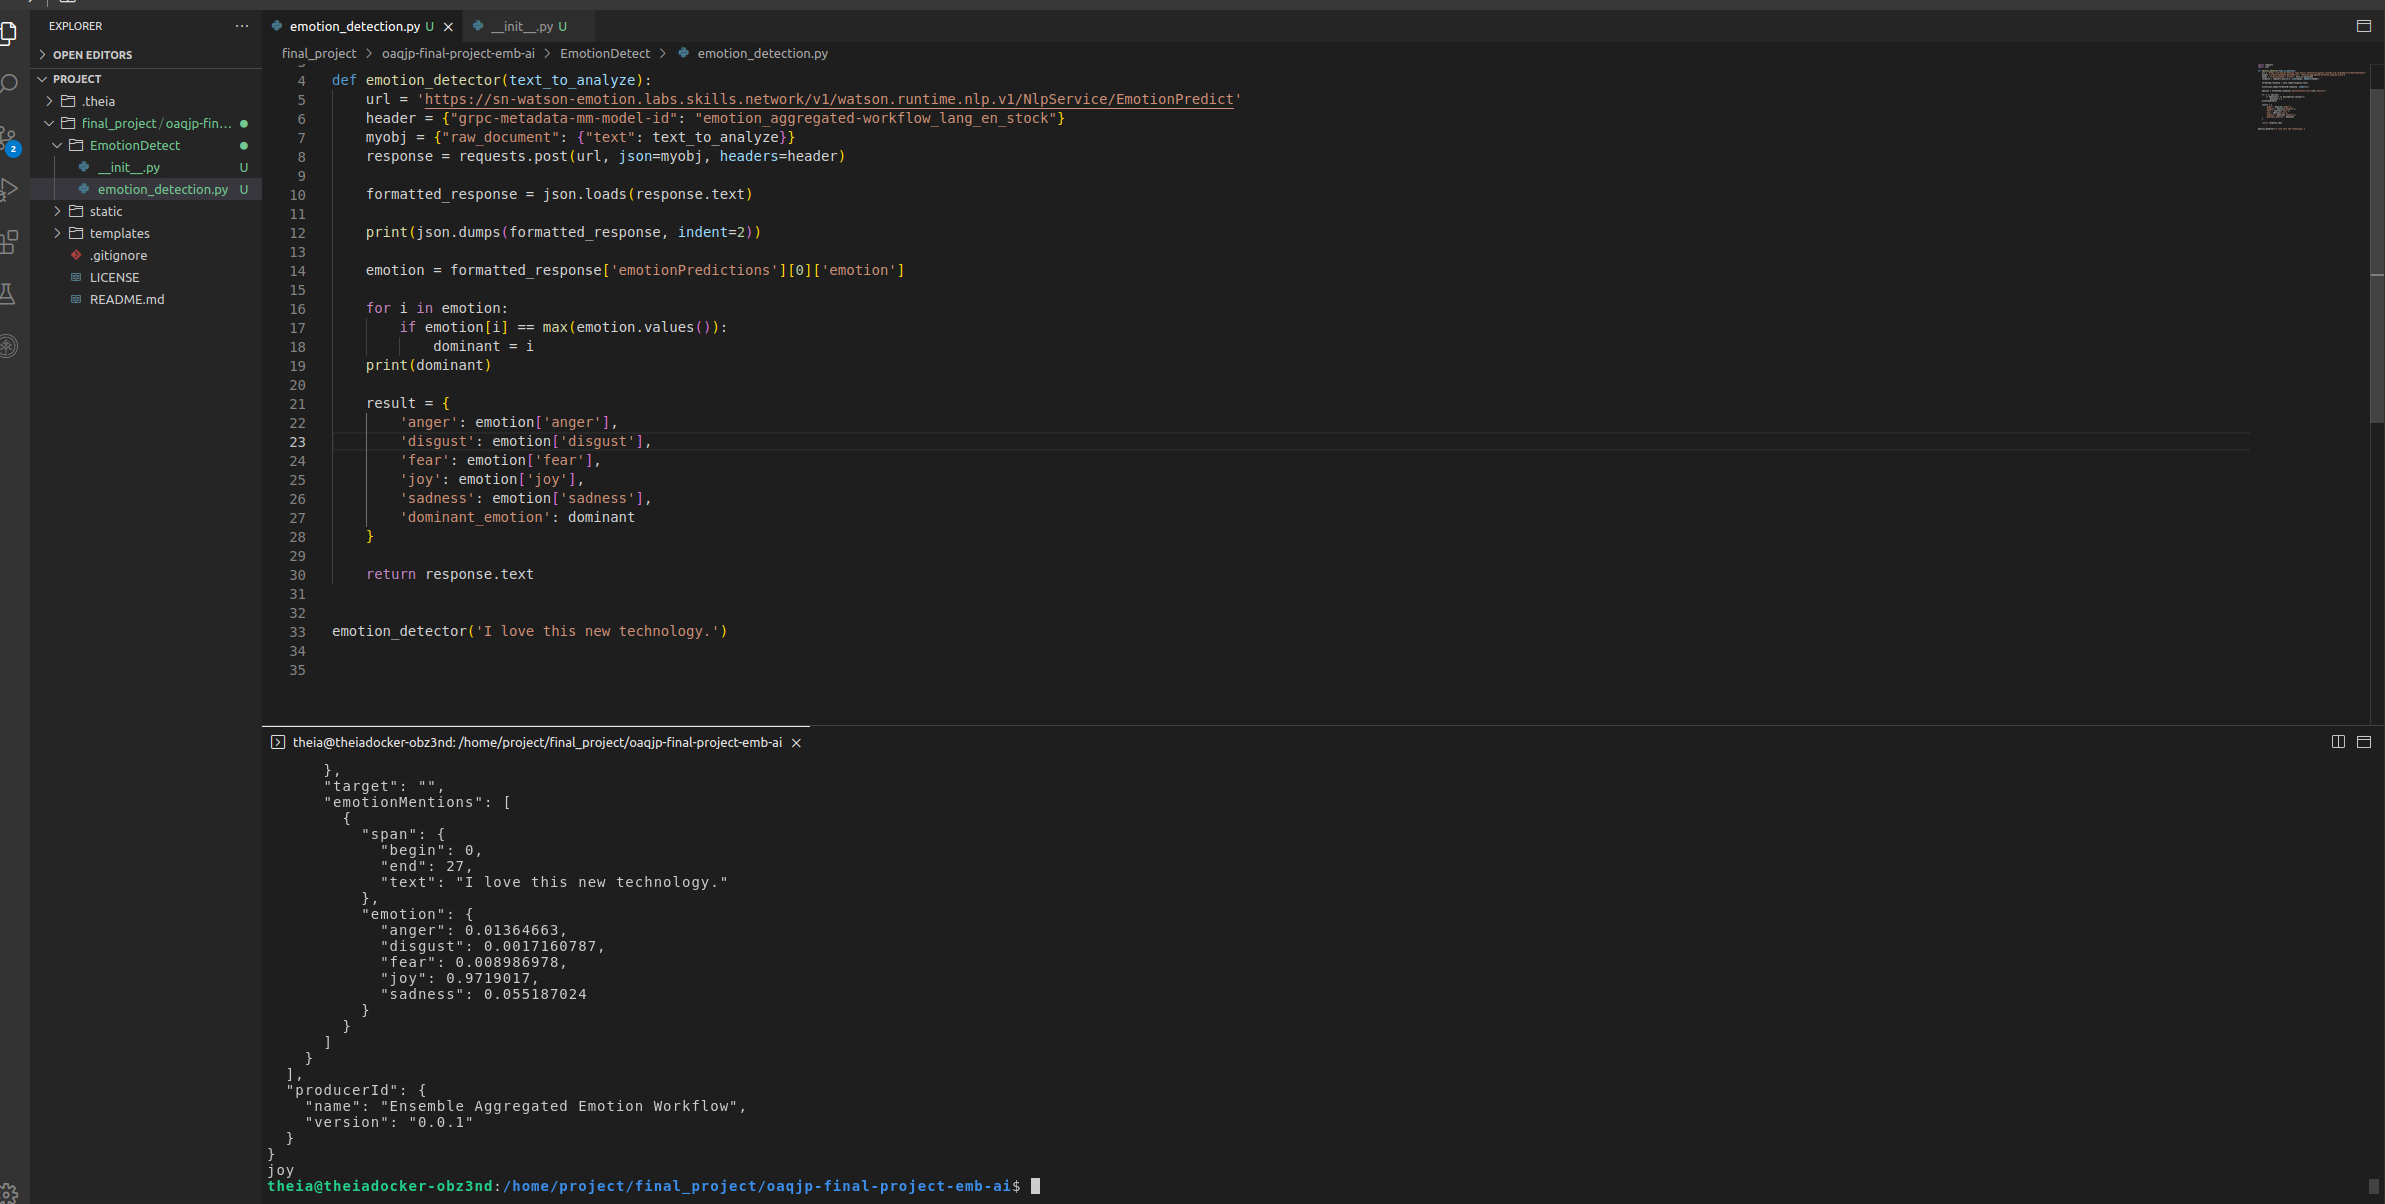 EXPLORER
OPEN EDITORS
PROJECT
.theia
final_project/oaqjp-fin...
EmotionDetect
__init__.py U
emotion_detection.py U
static
templates
.gitignore
LICENSE
README.md
2
emotion_detection.py U
__init__.py U
final_project > oaqjp-final-project-emb-ai > EmotionDetect > emotion_detection.py
4 def emotion_detector(text_to_analyze):
5     url = 'https://sn-watson-emotion.labs.skills.network/v1/watson.runtime.nlp.v1/NlpService/EmotionPredict'
6     header = {"grpc-metadata-mm-model-id": "emotion_aggregated-workflow_lang_en_stock"}
7     myobj = {"raw_document": {"text": text_to_analyze}}
8     response = requests.post(url, json=myobj, headers=header)
9
10     formatted_response = json.loads(response.text)
11
12     print(json.dumps(formatted_response, indent=2))
13
14     emotion = formatted_response['emotionPredictions'][0]['emotion']
15
16     for i in emotion:
17         if emotion[i] == max(emotion.values()):
18             dominant = i
19     print(dominant)
20
21     result = {
22         'anger': emotion['anger'],
23         'disgust': emotion['disgust'],
24         'fear': emotion['fear'],
25         'joy': emotion['joy'],
26         'sadness': emotion['sadness'],
27         'dominant_emotion': dominant
28     }
29
30     return response.text
31
32
33 emotion_detector('I love this new technology.')
34
35
theia@theiadocker-obz3nd: /home/project/final_project/oaqjp-final-project-emb-ai
      },
      "target": "",
      "emotionMentions": [
        {
          "span": {
            "begin": 0,
            "end": 27,
            "text": "I love this new technology."
          },
          "emotion": {
            "anger": 0.01364663,
            "disgust": 0.0017160787,
            "fear": 0.008986978,
            "joy": 0.9719017,
            "sadness": 0.055187024
          }
        }
      ]
    }
  ],
  "producerId": {
    "name": "Ensemble Aggregated Emotion Workflow",
    "version": "0.0.1"
  }
}
joy
theia@theiadocker-obz3nd:/home/project/final_project/oaqjp-final-project-emb-ai$